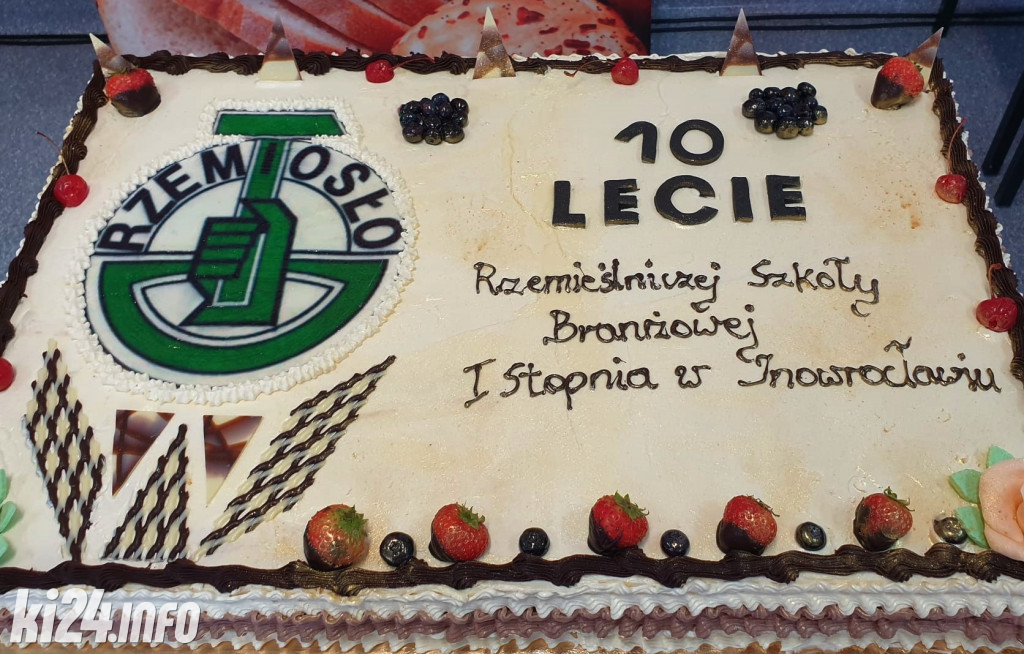 RZEMIOSŁO
10
LECIE
Rzemieślniczej Szkoły
Branżowej
I Stopnia w Inowrocławiu
ki24.info